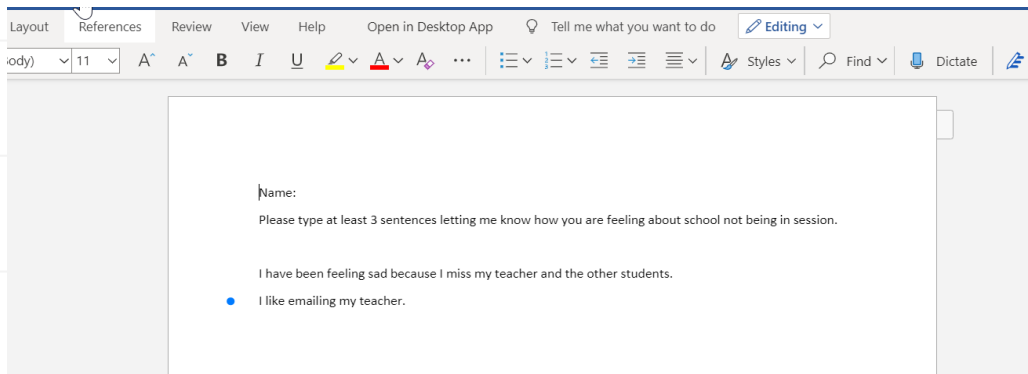 Layout References Review View Help Open in Desktop App Tell me what you want to do Editing
11 A A B I U A A Styles Find Dictate
Name:
Please type at least 3 sentences letting me know how you are feeling about school not being in session.
I have been feeling sad because I miss my teacher and the other students.
I like emailing my teacher.